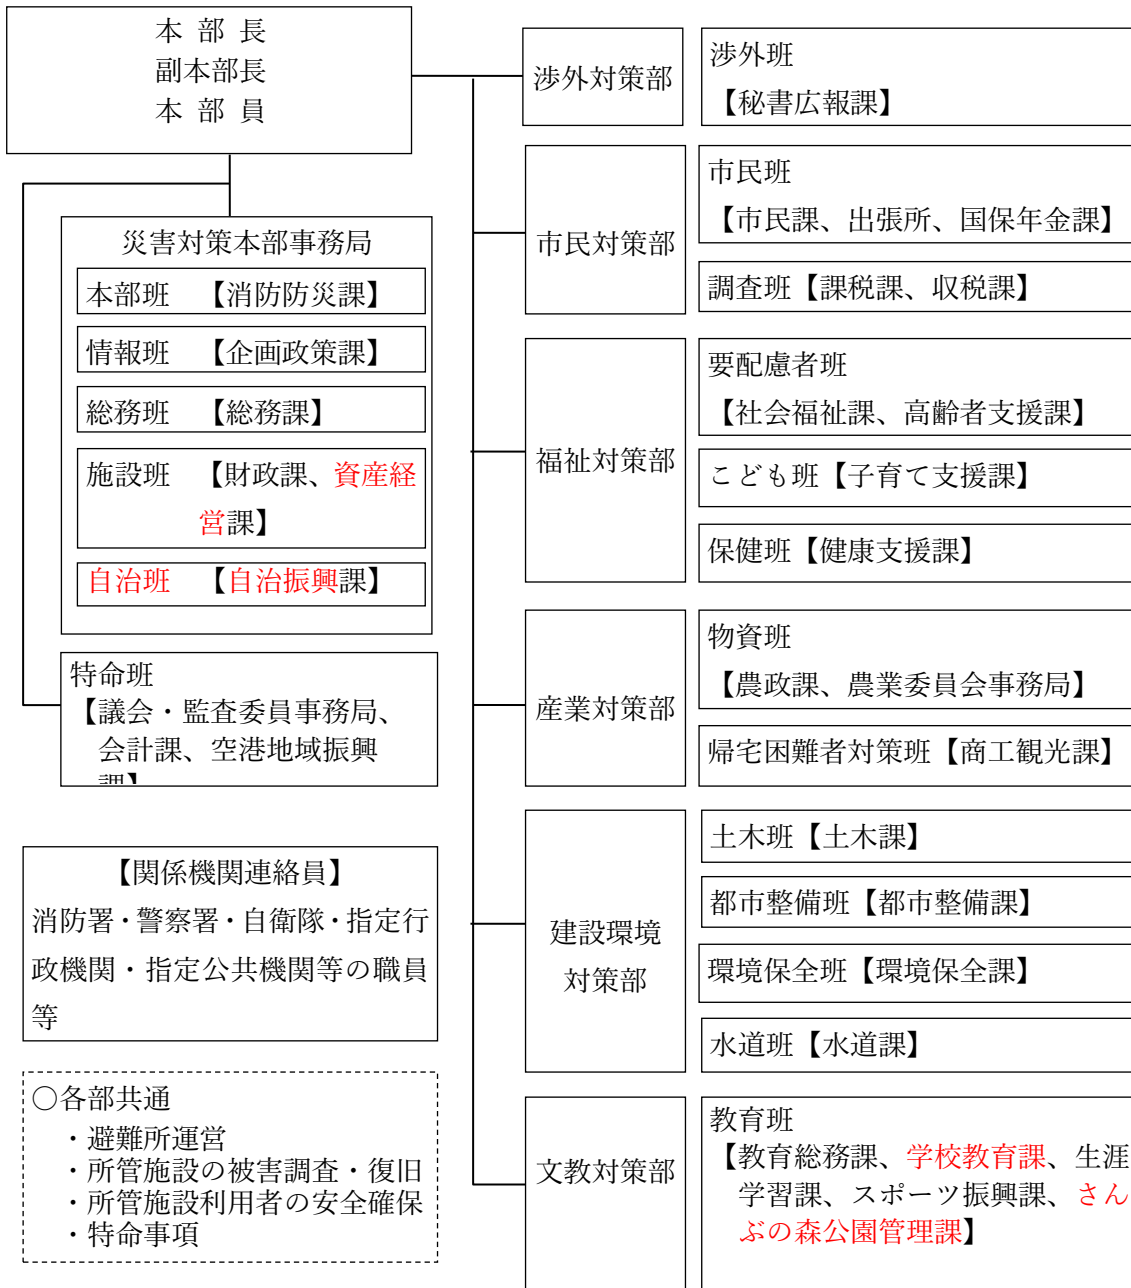 本 部 長
副本部長
本 部 員
災害対策本部事務局
本部班 【消防防災課】
情報班 【企画政策課】
総務班 【総務課】
施設班 【財政課、資産経
営課】
自治班 【自治振興課】
特命班
【議会・監査委員事務局、
会計課、空港地域振興
課】
【関係機関連絡員】
消防署・警察署・自衛隊・指定行
政機関・指定公共機関等の職員
等
○各部共通
・避難所運営
・所管施設の被害調査・復旧
・所管施設利用者の安全確保
・特命事項
渉外対策部
渉外班
【秘書広報課】
市民対策部
市民班
【市民課、出張所、国保年金課】
調査班【課税課、収税課】
福祉対策部
要配慮者班
【社会福祉課、高齢者支援課】
こども班【子育て支援課】
保健班【健康支援課】
産業対策部
物資班
【農政課、農業委員会事務局】
帰宅困難者対策班【商工観光課】
建設環境
対策部
土木班【土木課】
都市整備班【都市整備課】
環境保全班【環境保全課】
水道班【水道課】
文教対策部
教育班
【教育総務課、学校教育課、生涯
学習課、スポーツ振興課、さん
ぶの森公園管理課】